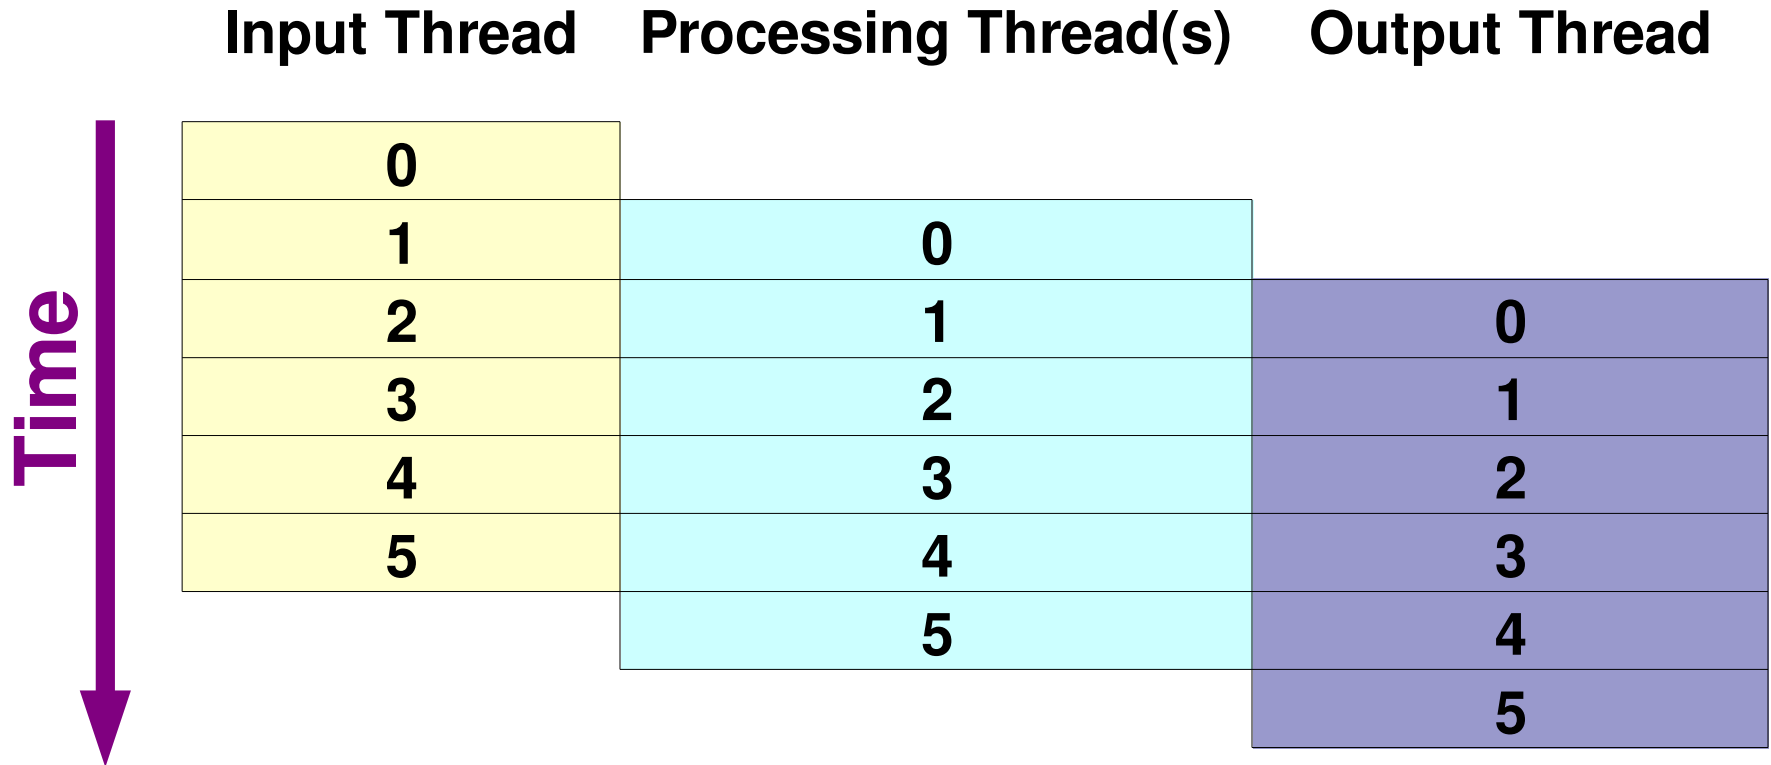 Input Thread Processing Thread(s) Output Thread
0
1 0
2 1 0
3 2 1
4 3 2
5 4 3
5 4
5
Time